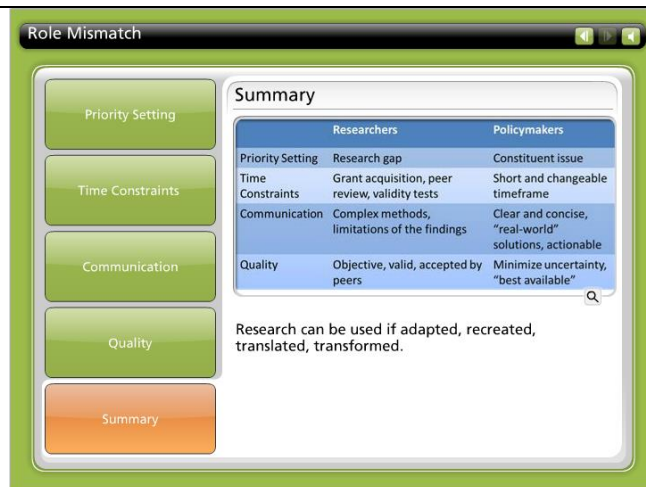 Role Mismatch
Priority Setting
Time Constraints
Communication
Quality
Summary
Summary
Researchers Policymakers
Priority Setting Research gap Constituent issue
Time Grant acquisition, peer Short and changeable
Constraints review, validity tests timeframe
Communication Complex methods, Clear and concise,
limitations of the findings "real-world"
solutions, actionable
Quality Objective, valid, accepted by Minimize uncertainty,
peers "best available"
Research can be used if adapted, recreated,
translated, transformed.